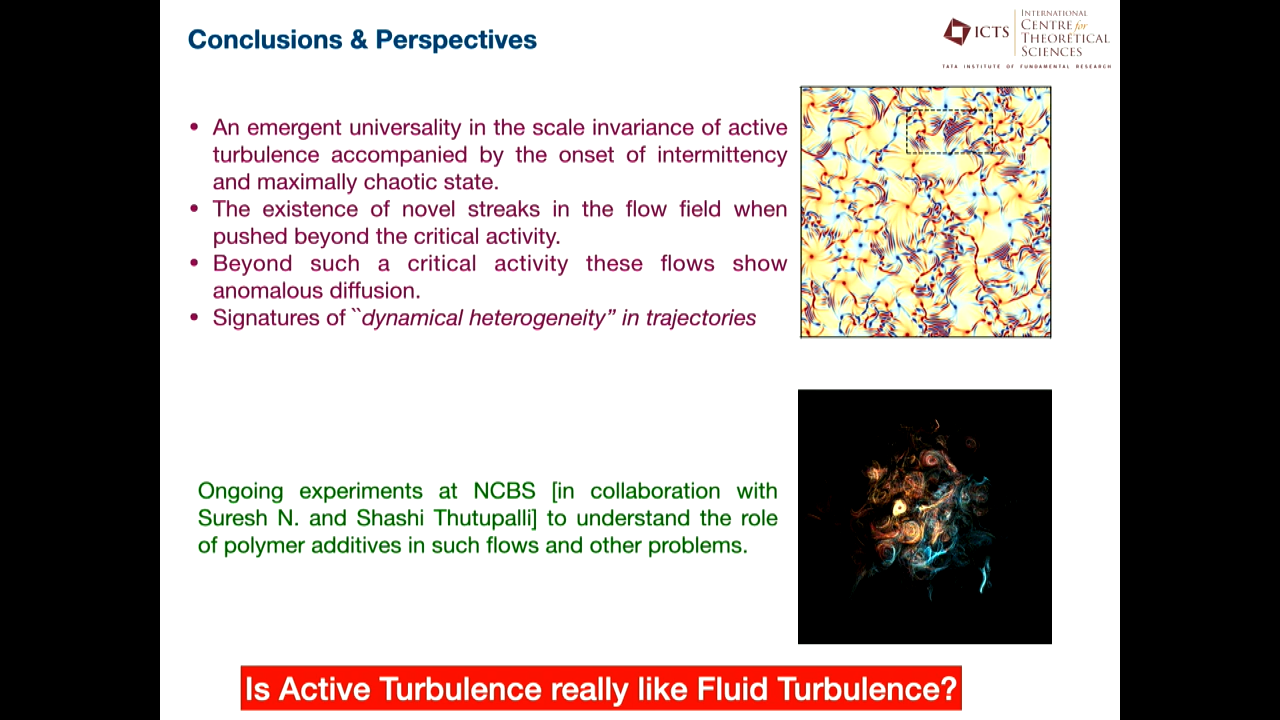 Conclusions & Perspectives
ICTS
INTERNATIONAL
CENTRE for
THEORETICAL
SCIENCES
TATA INSTITUTE OF FUNDAMENTAL RESEARCH
• An emergent universality in the scale invariance of active
turbulence accompanied by the onset of intermittency
and maximally chaotic state.
• The existence of novel streaks in the flow field when
pushed beyond the critical activity.
• Beyond such a critical activity these flows show
anomalous diffusion.
• Signatures of ``dynamical heterogeneity” in trajectories
Ongoing experiments at NCBS [in collaboration with
Suresh N. and Shashi Thutupalli] to understand the role
of polymer additives in such flows and other problems.
Is Active Turbulence really like Fluid Turbulence?